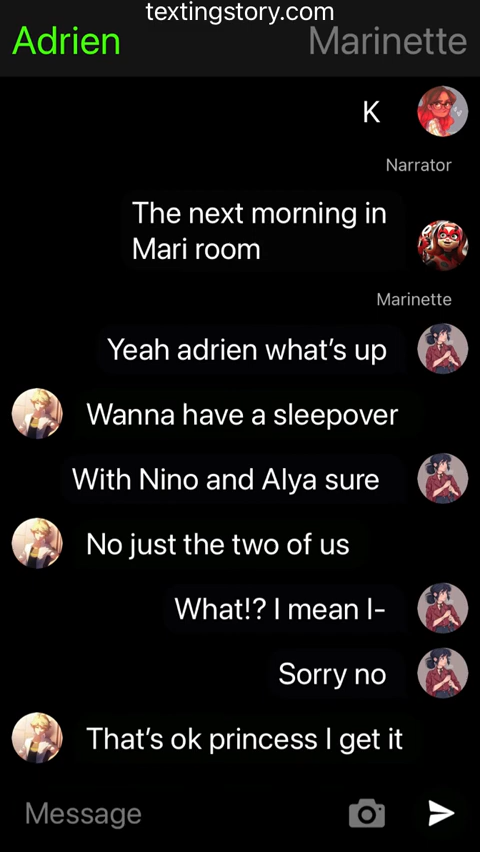 textingstory.com
Adrien
Marinette
K
Narrator
The next morning in
Mari room
Marinette
Yeah adrien what's up
Wanna have a sleepover
With Nino and Alya sure
No just the two of us
What!? I mean I-
Sorry no
That's ok princess I get it
Message